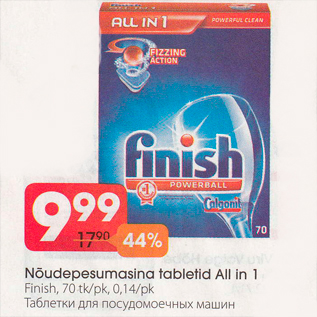 ALL IN 1
POWERFUL CLEAN
FIZZING
ACTION
finish
#1
POWERBALL
Calgonit
70
9.99
17.90
44%
Nõudepesumasina tabletid All in 1
Finish, 70 tk/pk, 0,14/pk
Таблетки для посудомоечных машин